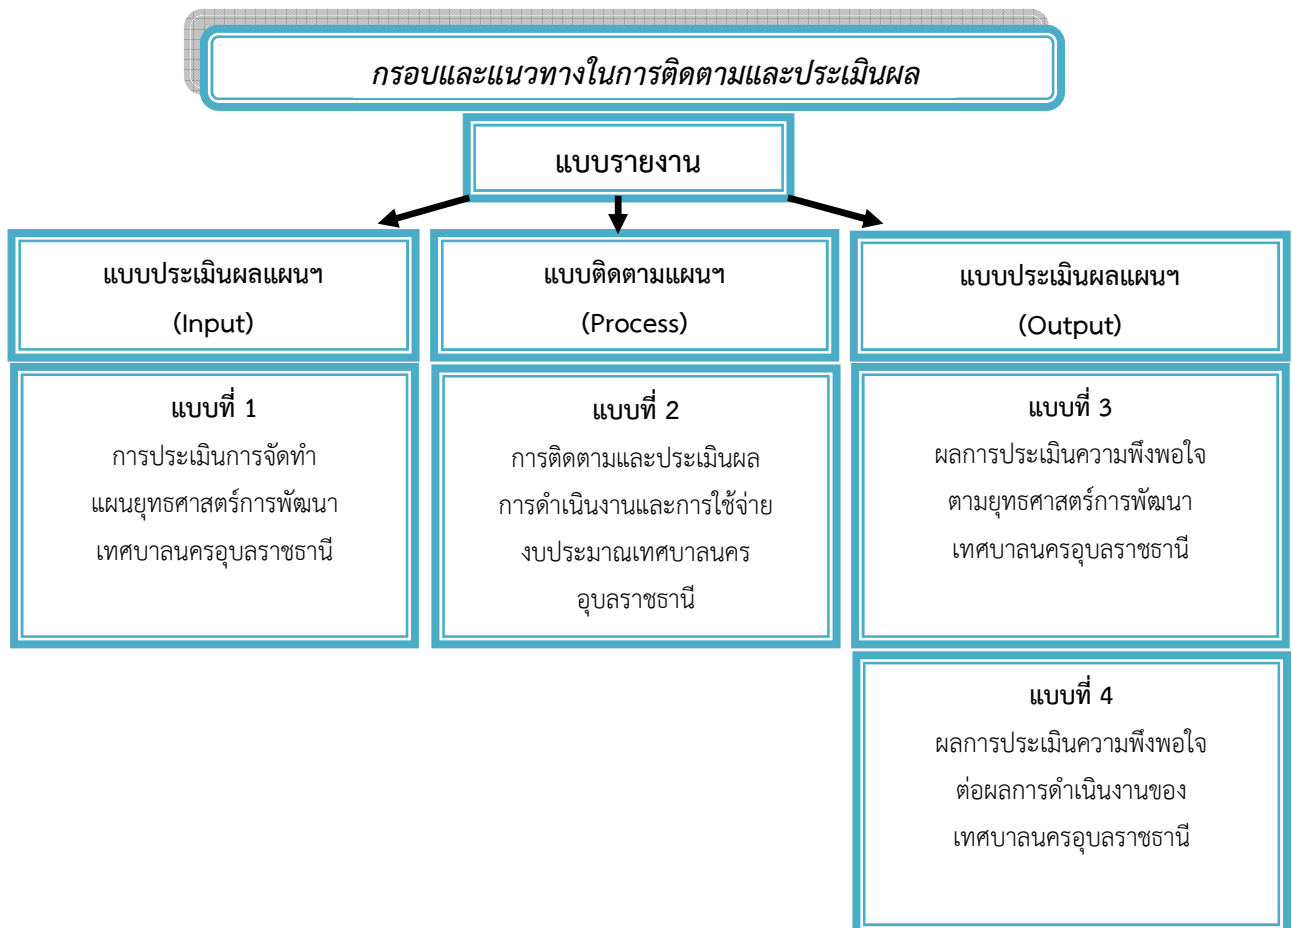 กรอบและแนวทางในการติดตามและประเมินผล
แบบรายงาน
แบบประเมินผลแผนฯ
(Input)
แบบที่ 1
การประเมินการจัดทำ
แผนยุทธศาสตร์การพัฒนา
เทศบาลนครอุบลราชธานี
แบบติดตามแผนฯ
(Process)
แบบที่ 2
การติดตามและประเมินผล
การดำเนินงานและการใช้จ่าย
งบประมาณเทศบาลนคร
อุบลราชธานี
แบบประเมินผลแผนฯ
(Output)
แบบที่ 3
ผลการประเมินความพึงพอใจ
ตามยุทธศาสตร์การพัฒนา
เทศบาลนครอุบลราชธานี
แบบที่ 4
ผลการประเมินความพึงพอใจ
ต่อผลการดำเนินงานของ
เทศบาลนครอุบลราชธานี